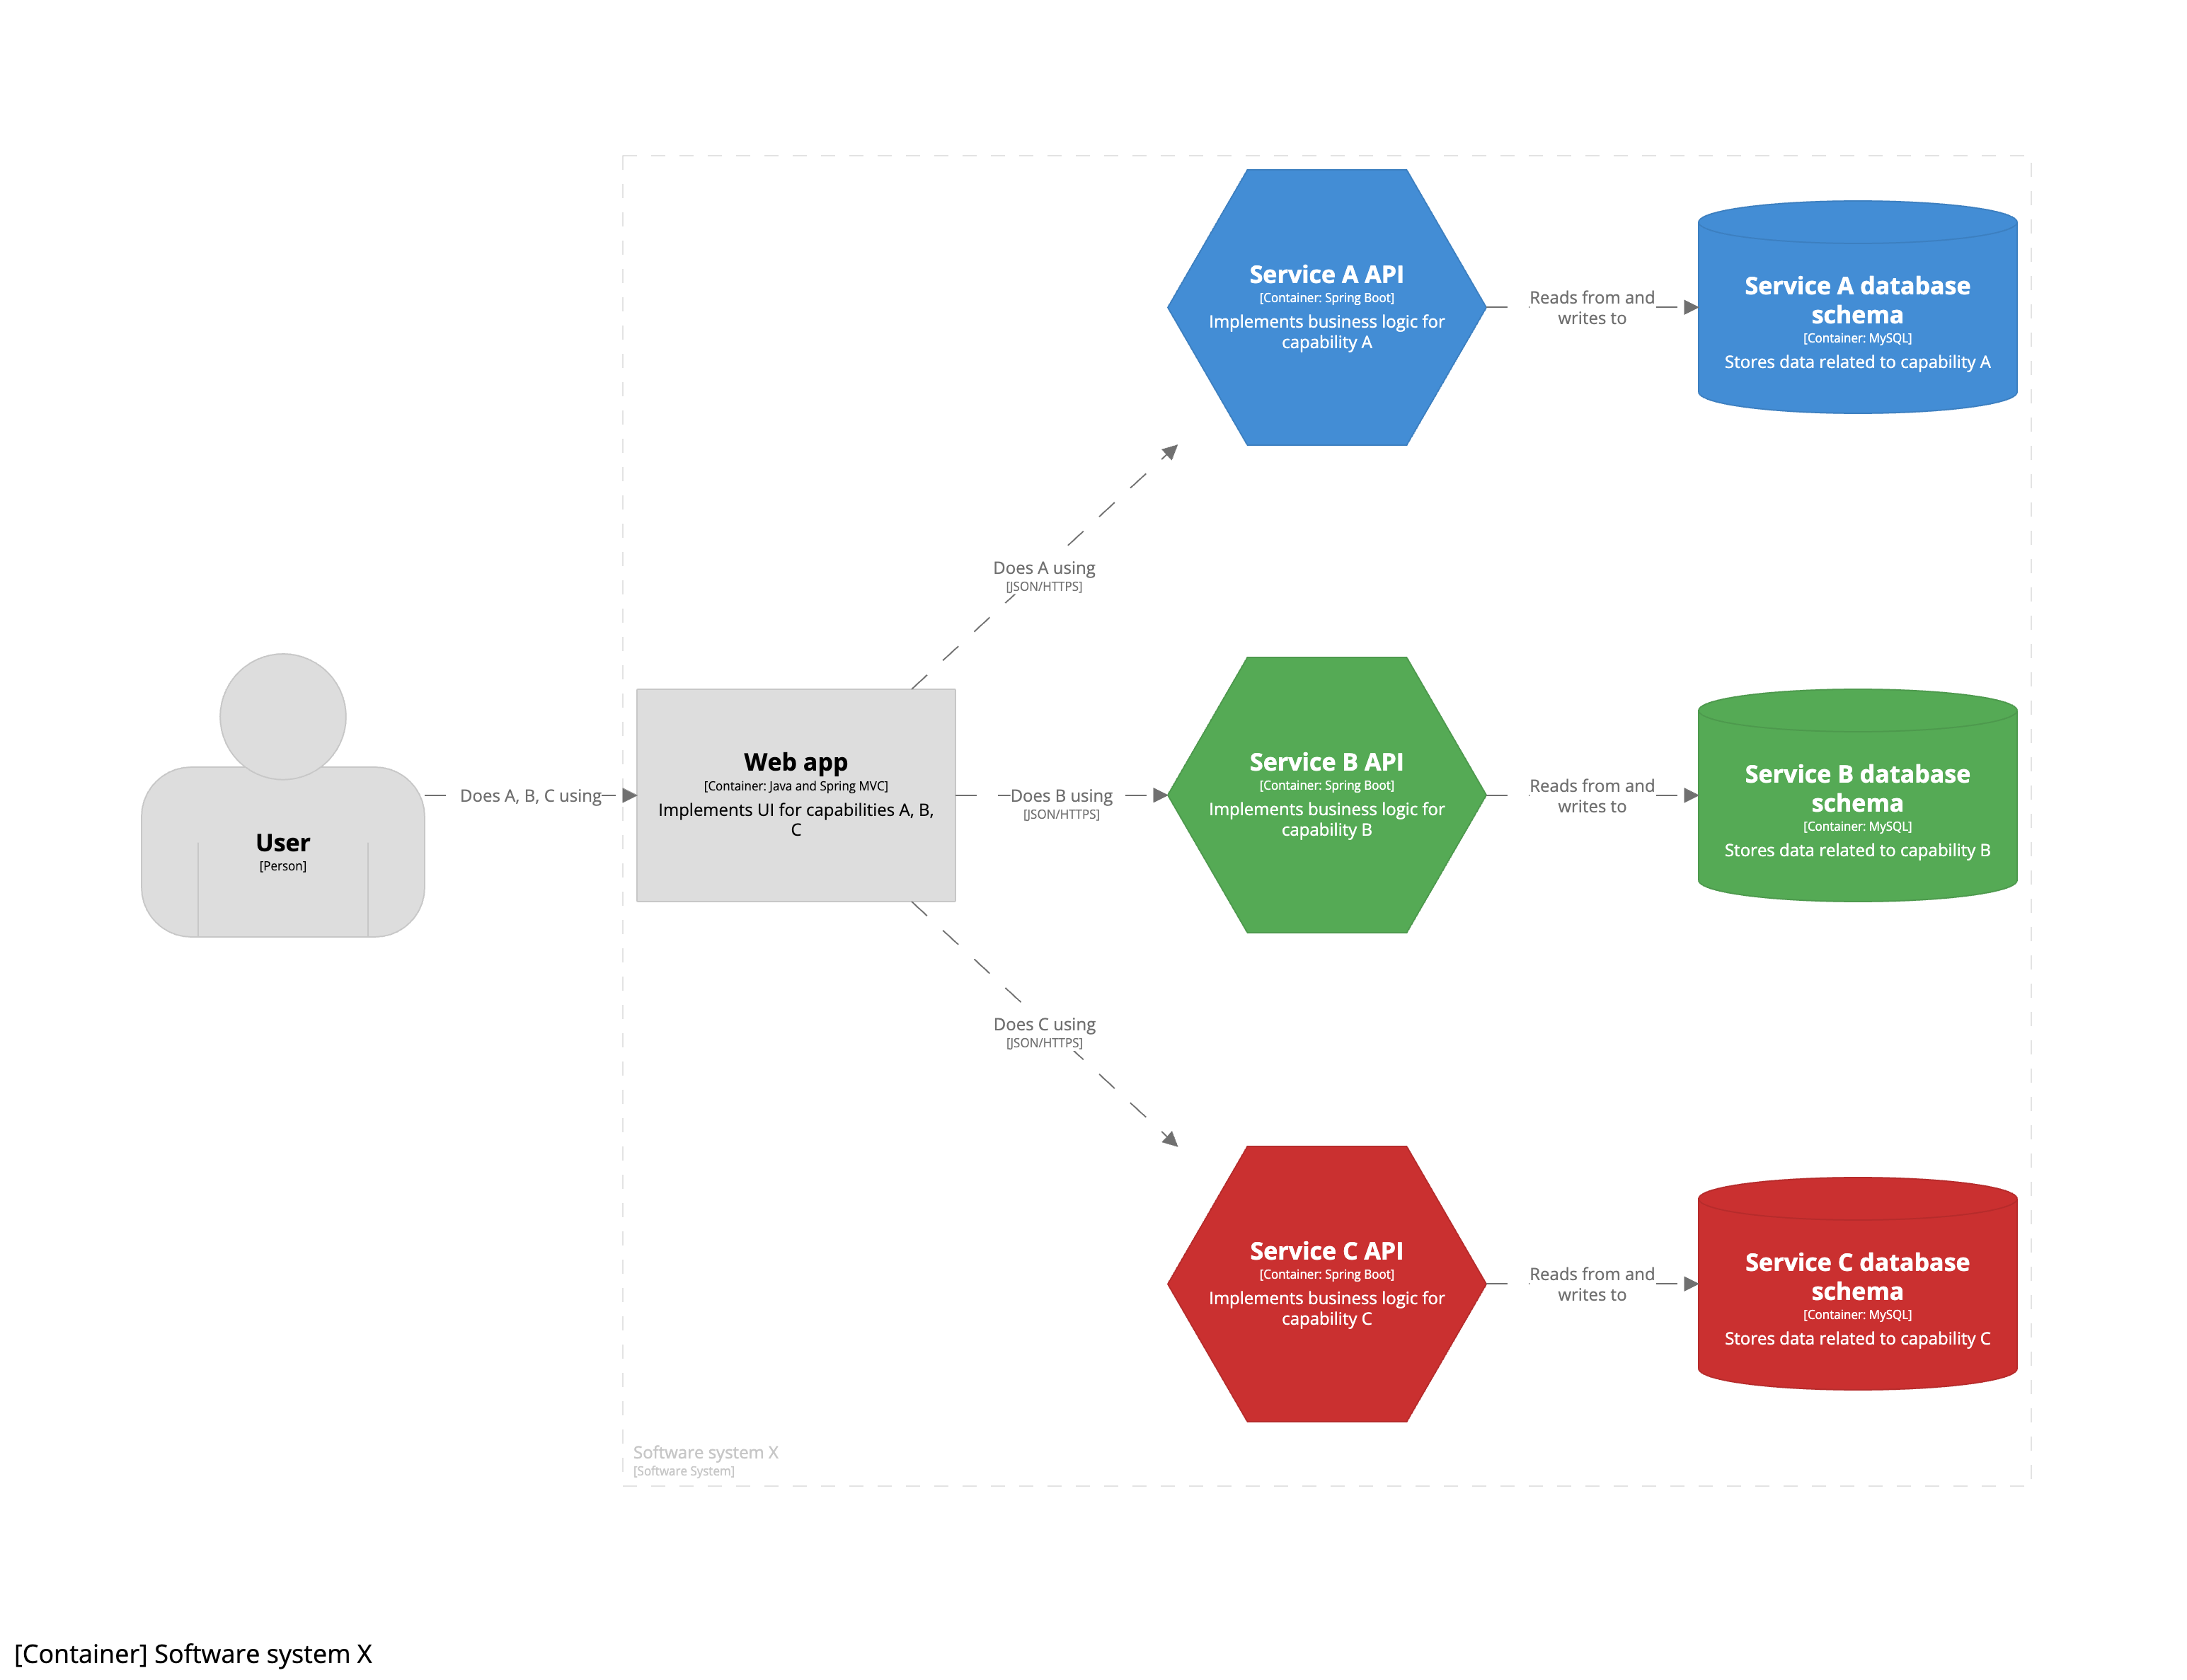 Service A API
[Container: Spring Boot]
Implements business logic for
capability A
Reads from and
writes to
Service A database
schema
[Container: MySQL]
Stores data related to capability A
Does A using
[JSON/HTTPS]
User
[Person]
Does A, B, C using
Web app
[Container: Java and Spring MVC]
Implements UI for capabilities A, B,
C
Does B using
[JSON/HTTPS]
Service B API
[Container: Spring Boot]
Implements business logic for
capability B
Reads from and
writes to
Service B database
schema
[Container: MySQL]
Stores data related to capability B
Does C using
[JSON/HTTPS]
Service C API
[Container: Spring Boot]
Implements business logic for
capability C
Reads from and
writes to
Service C database
schema
[Container: MySQL]
Stores data related to capability C
Software system X
[Software System]
[Container] Software system X